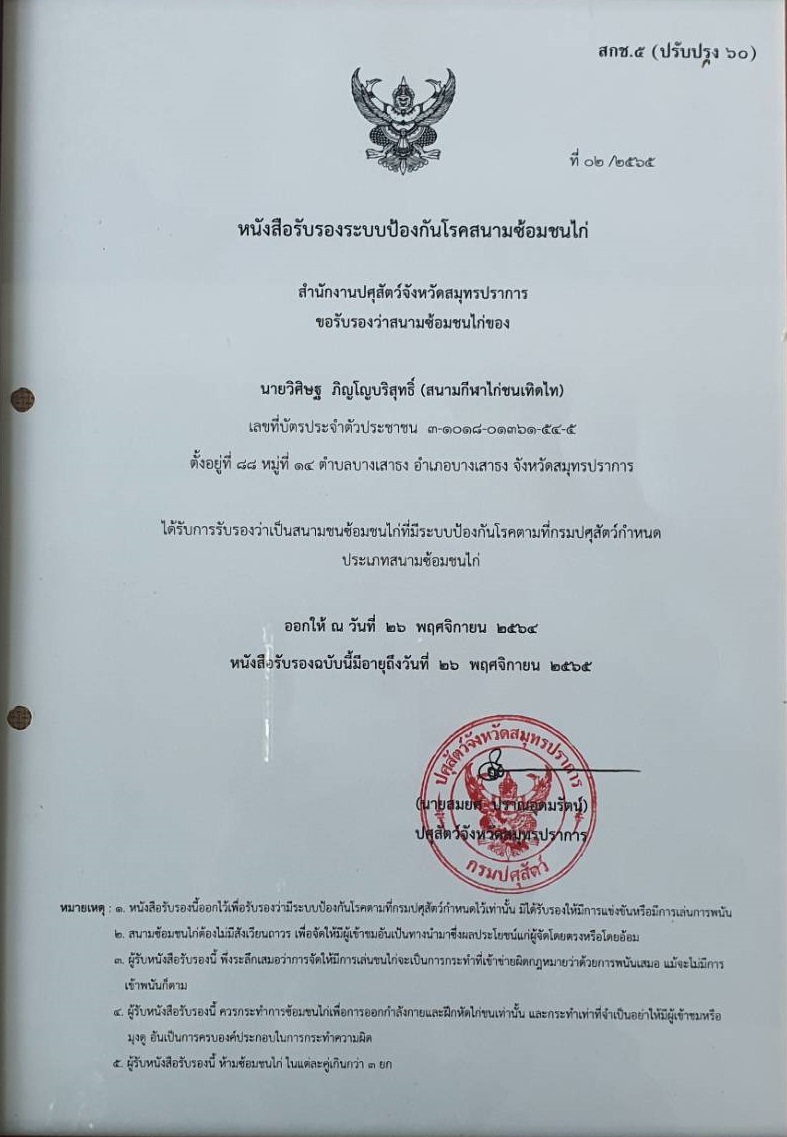 สกช.๕ (ปรับปรุง ๖๐)
ที่ ๐๒ /๒๕๖๕
หนังสือรับรองระบบป้องกันโรคสนามซ้อมชนไก่
สำนักงานปศุสัตว์จังหวัดสมุทรปราการ
ขอรับรองว่าสนามซ้อมชนไก่ของ
นายวิศิษฐ ภิญโญบริสุทธิ์ (สนามกีฬาไก่ชนเทิดไท)
เลขที่บัตรประจำตัวประชาชน ๓-๑๐๑๘-๐๑๓๖๑-๕๔-๕
ตั้งอยู่ที่ ๘๘ หมู่ที่ ๑๔ ตำบลบางเสาธง อำเภอบางเสาธง จังหวัดสมุทรปราการ
ได้รับการรับรองว่าเป็นสนามชนซ้อมชนไก่ที่มีระบบป้องกันโรคตามที่กรมปศุสัตว์กำหนด
ประเภทสนามซ้อมชนไก่
ออกให้ ณ วันที่ ๒๖ พฤศจิกายน ๒๕๖๔
หนังสือรับรองฉบับนี้มีอายุถึงวันที่ ๒๖ พฤศจิกายน ๒๕๖๕
ปศุสัตว์จังหวัดสมุทรปราการ
(นายสมยศ ปราณอุดมรัตน์)
ปศุสัตว์จังหวัดสมุทรปราการ
กรมปศุสัตว์
หมายเหตุ : ๑. หนังสือรับรองนี้ออกไว้เพื่อรับรองว่ามีระบบป้องกันโรคตามที่กรมปศุสัตว์กำหนดไว้เท่านั้น มิได้รับรองให้มีการแข่งขันหรือมีการเล่นการพนัน
๒. สนามซ้อมชนไก่ต้องไม่มีสังเวียนถาวร เพื่อจัดให้มีผู้เข้าชมอันเป็นทางนำมาซึ่งผลประโยชน์แก่ผู้จัดโดยตรงหรือโดยอ้อม
๓. ผู้รับหนังสือรับรองนี้ พึงระลึกเสมอว่าการจัดให้มีการเล่นชนไก่จะเป็นการกระทำที่เข้าข่ายผิดกฎหมายว่าด้วยการพนันเสมอ แม้จะไม่มีการ
เข้าพนันก็ตาม
๔. ผู้รับหนังสือรับรองนี้ ควรกระทำการซ้อมชนไก่เพื่อการออกกำลังกายและฝึกหัดไก่ชนเท่านั้น และกระทำเท่าที่จำเป็นอย่าให้มีผู้เข้าชมหรือ
มุงดู อันเป็นการครบองค์ประกอบในการกระทำความผิด
๕. ผู้รับหนังสือรับรองนี้ ห้ามซ้อมชนไก่ ในแต่ละคู่เกินกว่า ๓ ยก